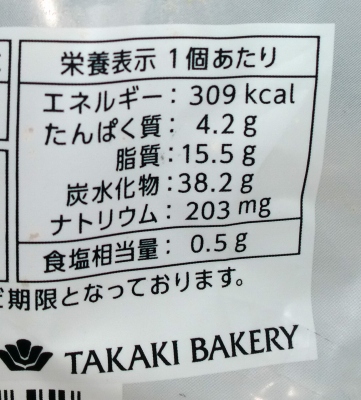 栄養表示 1個あたり
エネルギー: 309 kcal
たんぱく質: 4.2 g
脂質: 15.5 g
炭水化物: 38.2 g
ナトリウム: 203 mg
食塩相当量: 0.5 g
期限となっております。
TAKAKI BAKERY